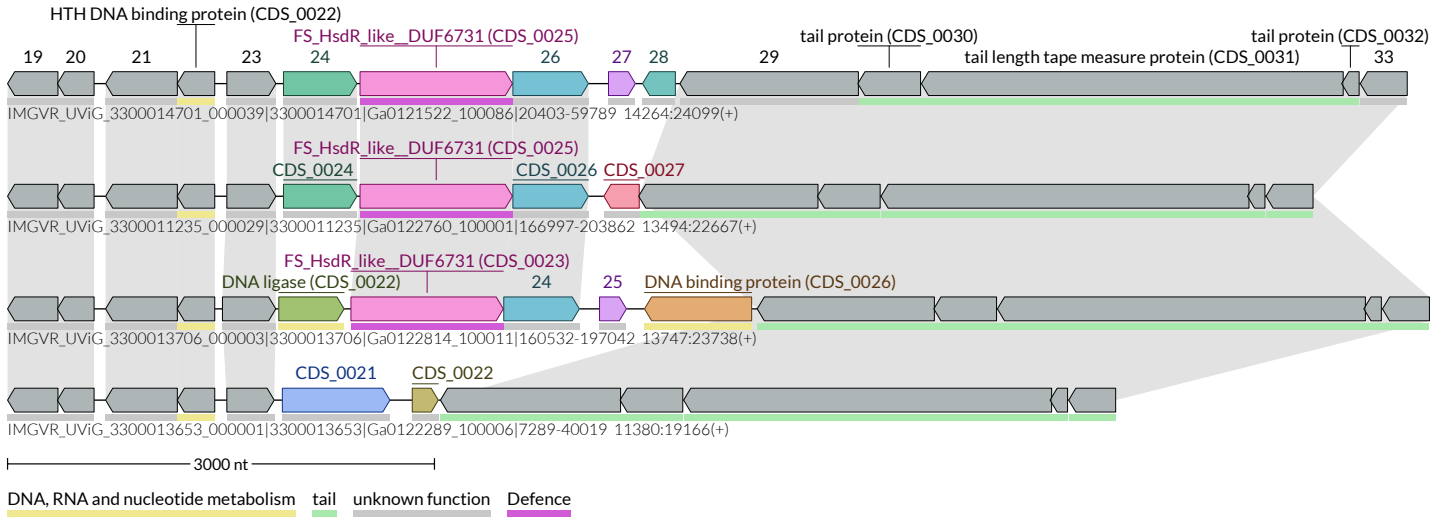 HTH DNA binding protein (CDS_0022)
FS_HsdR_like__DUF6731 (CDS_0025) tail protein (CDS_0030) tail protein (CDS_0032)
19 20 21 23 24 26 27 28 29 tail length tape measure protein (CDS_0031) 33
IMGVR_UViG_3300014701_000039|3300014701|Ga0121522_100086|20403-59789 14264:24099(+)
FS_HsdR_like__DUF6731 (CDS_0025)
CDS_0024 CDS_0026 CDS_0027
IMGVR_UViG_3300011235_000029|3300011235|Ga0122760_100001|166997-203862 13494:22667(+)
FS_HsdR_like__DUF6731 (CDS_0023)
DNA ligase (CDS_0022) 24 25 DNA binding protein (CDS_0026)
IMGVR_UViG_3300013706_000003|3300013706|Ga0122814_100011|160532-197042 13747:23738(+)
CDS_0021 CDS_0022
IMGVR_UViG_3300013653_000001|3300013653|Ga0122289_100006|7289-40019 11380:19166(+)
3000 nt
DNA, RNA and nucleotide metabolism tail unknown function Defence